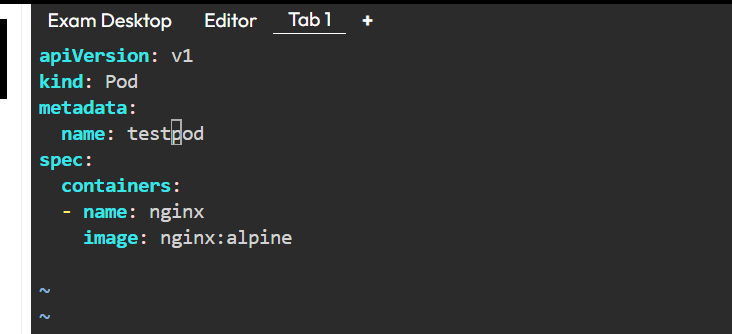 Exam Desktop Editor Tab 1 +
apiVersion: v1
kind: Pod
metadata:
  name: testpod
spec:
  containers:
  - name: nginx
    image: nginx:alpine
~
~